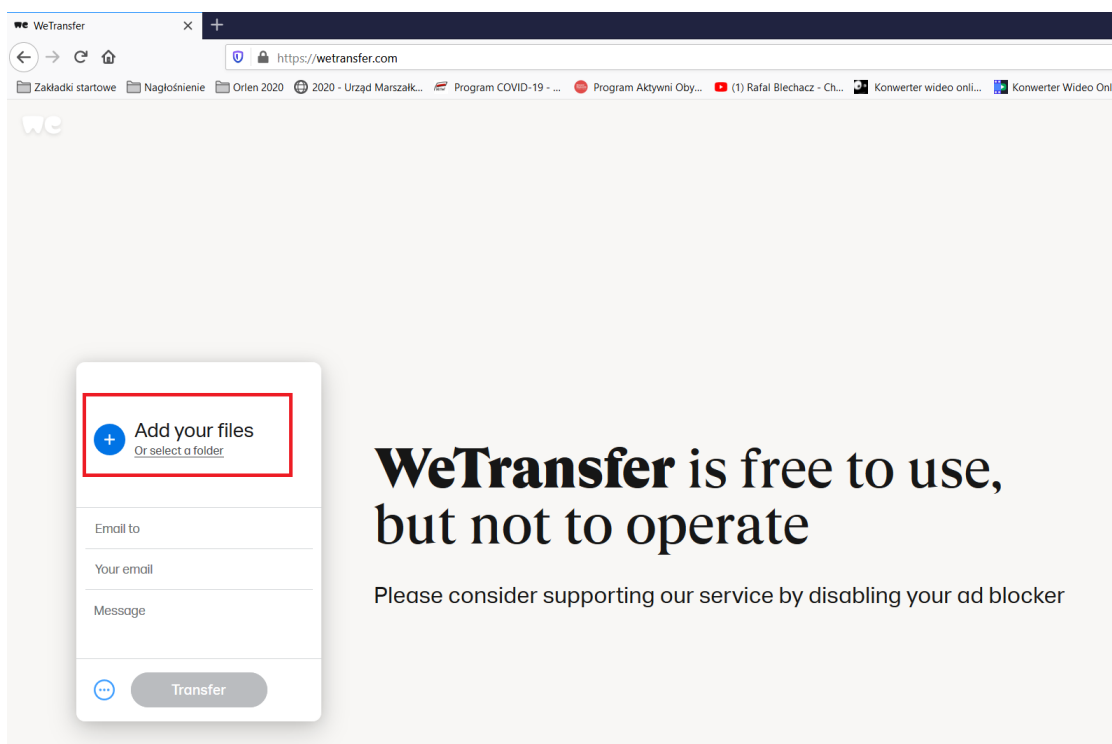 we WeTransfer
https://wetransfer.com
Zakładki startowe Nagłośnienie Orlen 2020 2020 - Urząd Marszałk... Program COVID-19 - ... Program Aktywni Oby... (1) Rafal Blechacz - Ch... Konwerter wideo onli... Konwerter Wideo Onl
we
Add your files
Or select a folder
WeTransfer is free to use,
but not to operate
Email to
Your email
Please consider supporting our service by disabling your ad blocker
Message
Transfer